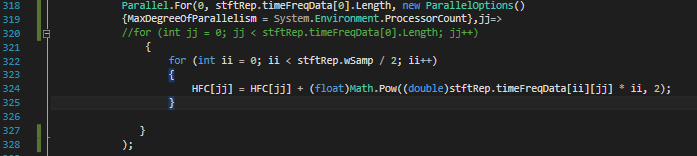 318 Parallel.For(0, stftRep.timeFreqData[0].Length, new ParallelOptions()
319 {MaxDegreeOfParallelism = System.Environment.ProcessorCount},jj=>
320 //for (int jj = 0; jj < stftRep.timeFreqData[0].Length; jj++)
321 {
322 for (int ii = 0; ii < stftRep.wSamp / 2; ii++)
323 {
324 HFC[jj] = HFC[jj] + (float)Math.Pow((double)stftRep.timeFreqData[ii][jj] * ii, 2);
325 }
326
327 }
328 );